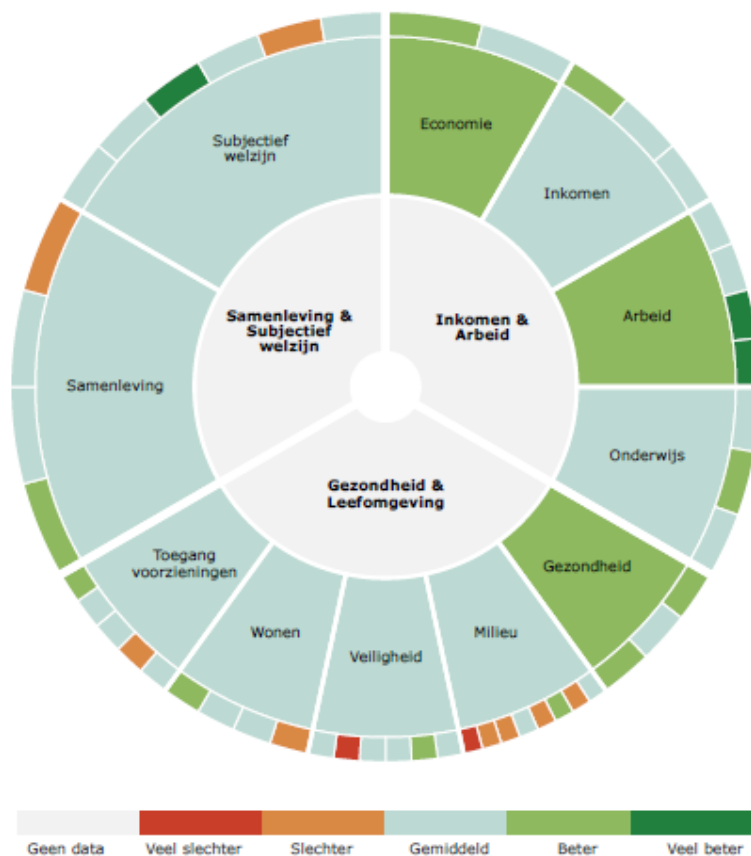 Subjectief
welzijn
Economie
Inkomen
Samenleving &
Subjectief
welzijn
Inkomen &
Arbeid
Arbeid
Samenleving
Onderwijs
Gezondheid &
Leefomgeving
Toegang
voorzieningen
Gezondheid
Wonen
Veiligheid
Milieu
Geen data
Veel slechter
Slechter
Gemiddeld
Beter
Veel beter